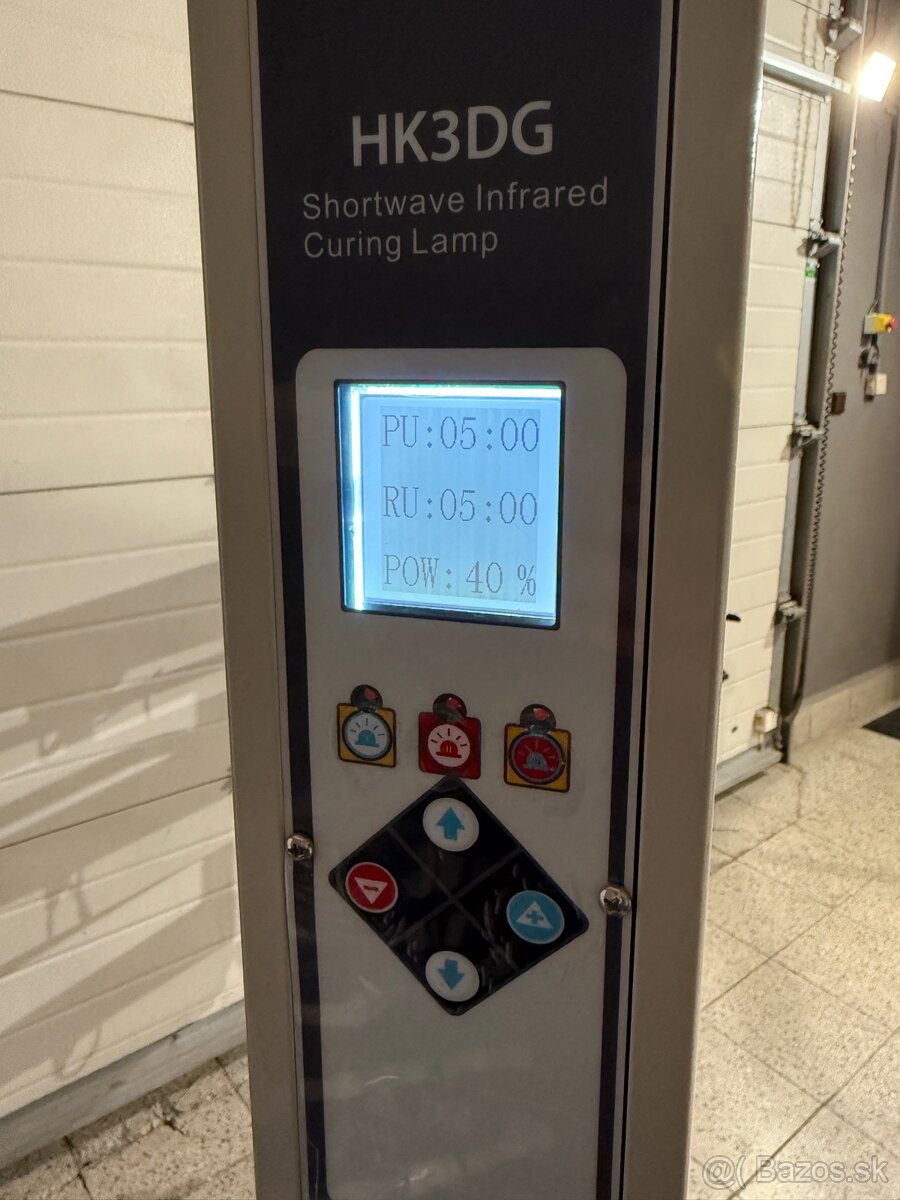 HK3DG
Shortwave Infrared
Curing Lamp
PU:05:00
RU:05:00
POW: 40 %
@( Bazos.sk